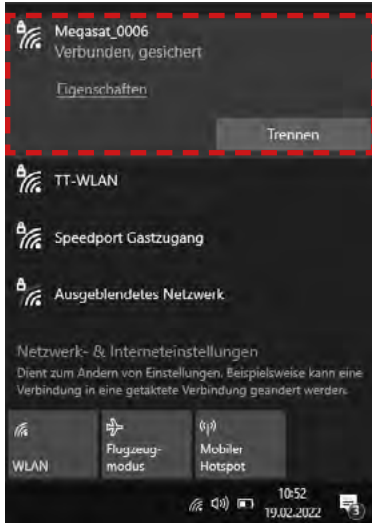 Megasat_0006
Verbunden, gesichert
Eigenschaften
Trennen
TT-WLAN
Speedport Gastzugang
Ausgeblendetes Netzwerk
Netzwerk- & Interneteinstellungen
Dient zum Ändern von Einstellungen. Beispielsweise kann eine
Verbindung in eine getaktete Verbindung geändert werden.
WLAN
Flugzeug-
modus
Mobiler
Hotspot
10:52
19.02.2022
3